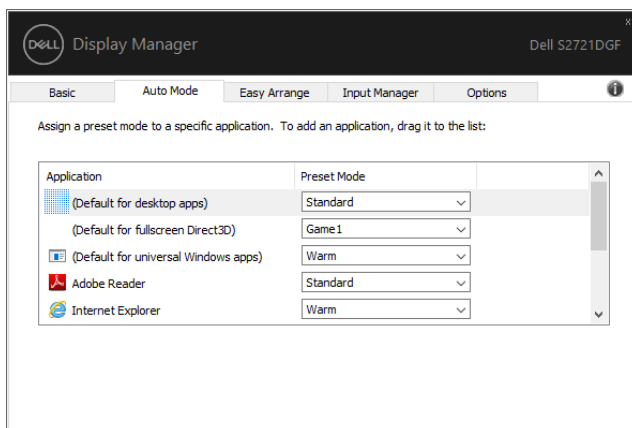 DELL Display Manager Dell S2721DGF
x
Basic Auto Mode Easy Arrange Input Manager Options
Assign a preset mode to a specific application. To add an application, drag it to the list:
Application Preset Mode
(Default for desktop apps) Standard
(Default for fullscreen Direct3D) Game1
(Default for universal Windows apps) Warm
Adobe Reader Standard
Internet Explorer Warm